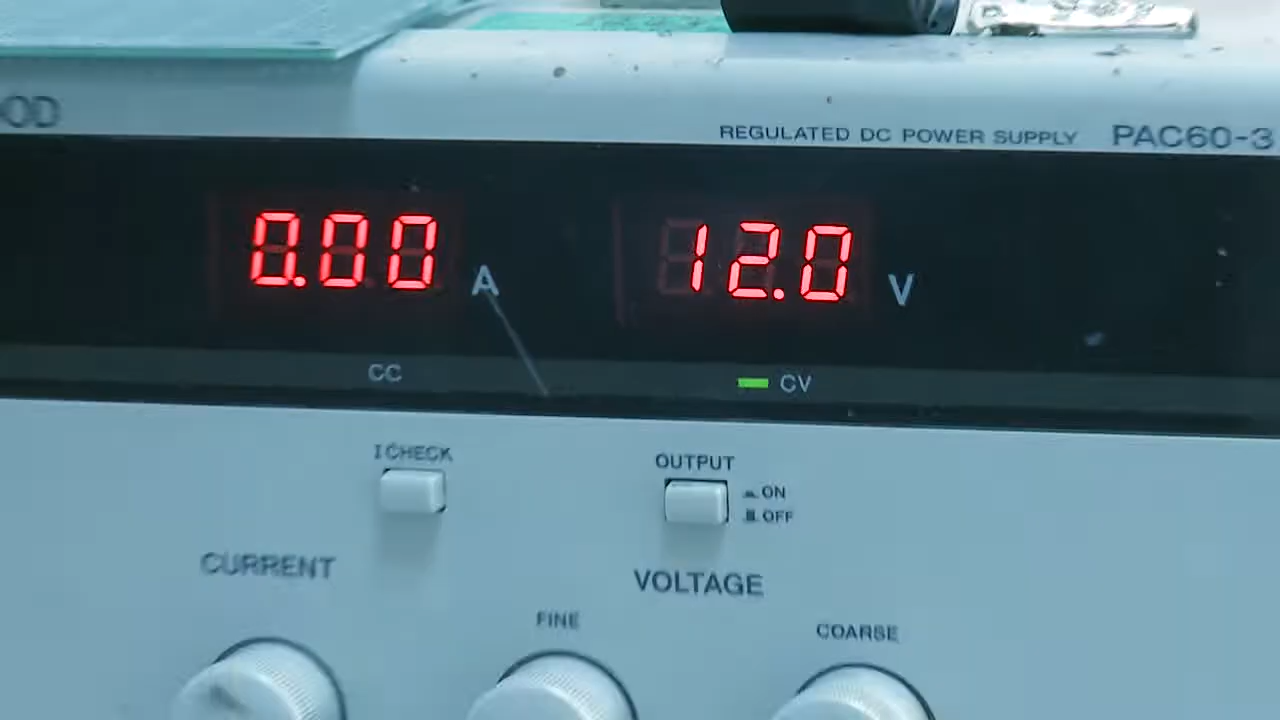 OOD
REGULATED DC POWER SUPPLY PAC60-3
0.00 A
12.0 V
CC
CV
I CHECK
OUTPUT
ON
OFF
CURRENT
VOLTAGE
FINE
COARSE